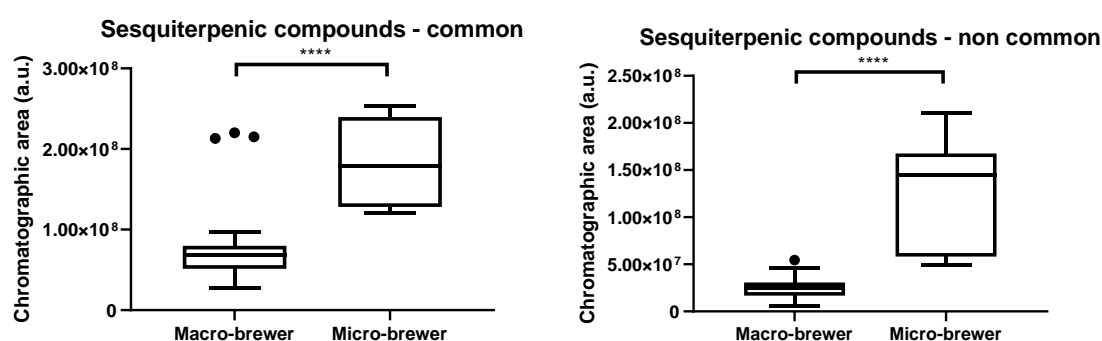 Sesquiterpenic compounds - common
****
Chromatographic area (a.u.)
3.00×10⁸
2.00×10⁸
1.00×10⁸
0
Macro-brewer Micro-brewer
Sesquiterpenic compounds - non common
****
Chromatographic area (a.u.)
2.50×10⁸
2.00×10⁸
1.50×10⁸
1.00×10⁸
5.00×10⁷
0
Macro-brewer Micro-brewer